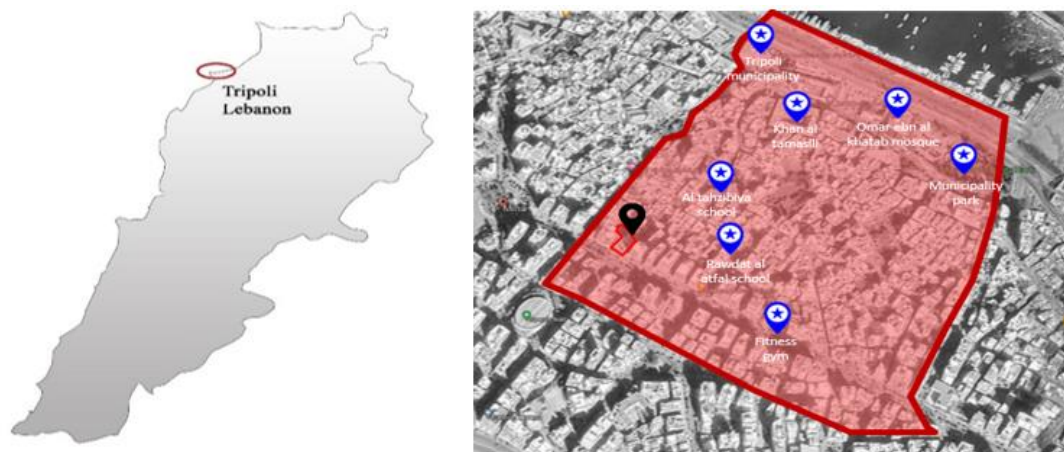 Tripoli
Lebanon
Tripoli
municipality
Khan al
tamasili
Omar ebn al
khatab mosque
Municipality
park
Al tahzibiya
school
Rawdat al
atfal school
Fitness
gym